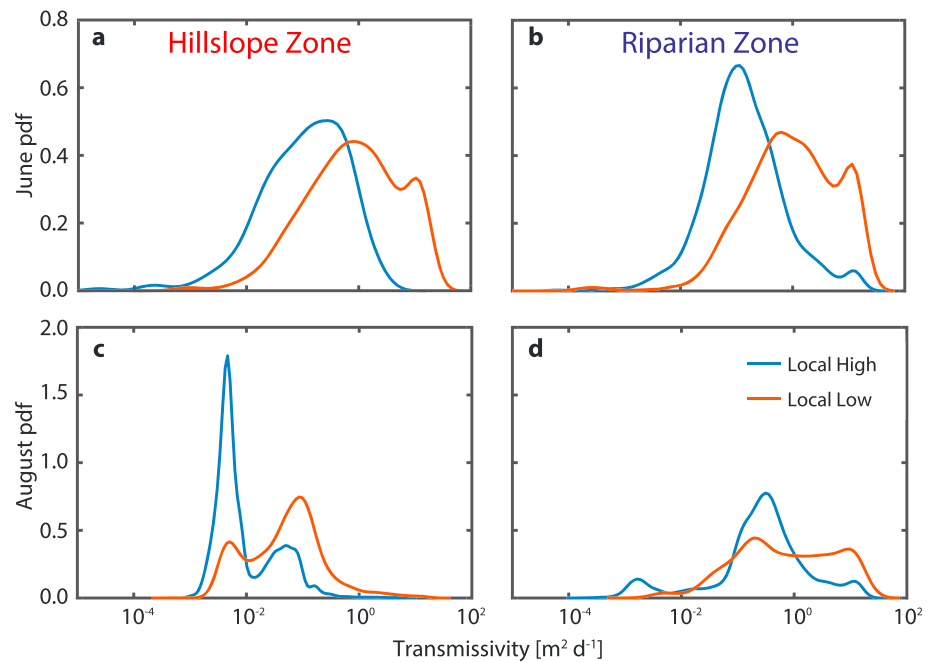 a Hillslope Zone
b Riparian Zone
June pdf
0.8
0.6
0.4
0.2
0.0
c
d
August pdf
2.0
1.5
1.0
0.5
0.0
Local High
Local Low
10⁻⁴ 10⁻² 10⁰ 10²
10⁻⁴ 10⁻² 10⁰ 10²
Transmissivity [m² d⁻¹]